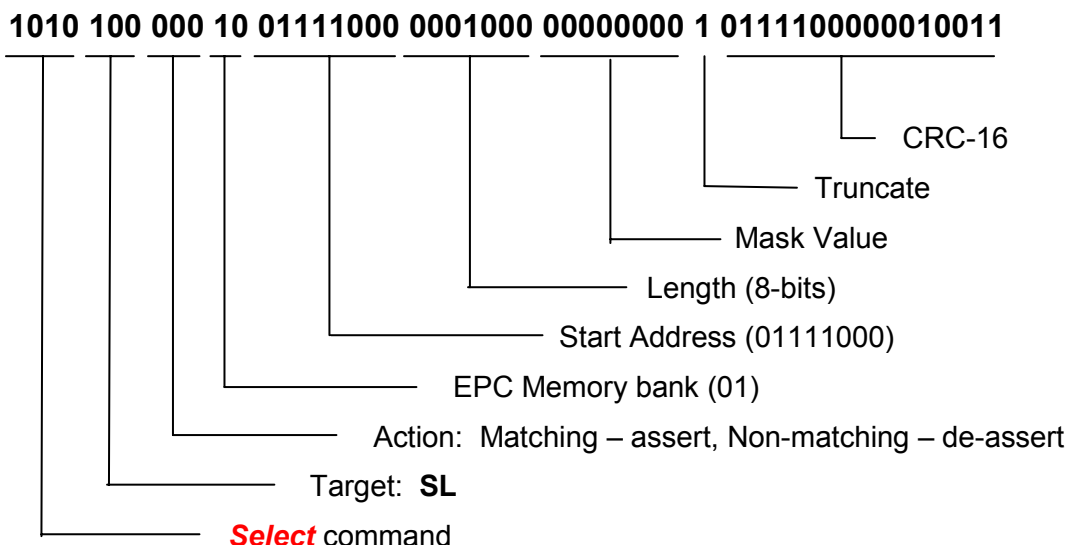 1010 100 000 10 01111000 0001000 00000000 1 0111100000010011
CRC-16
Truncate
Mask Value
Length (8-bits)
Start Address (01111000)
EPC Memory bank (01)
Action: Matching – assert, Non-matching – de-assert
Target: SL
Select command